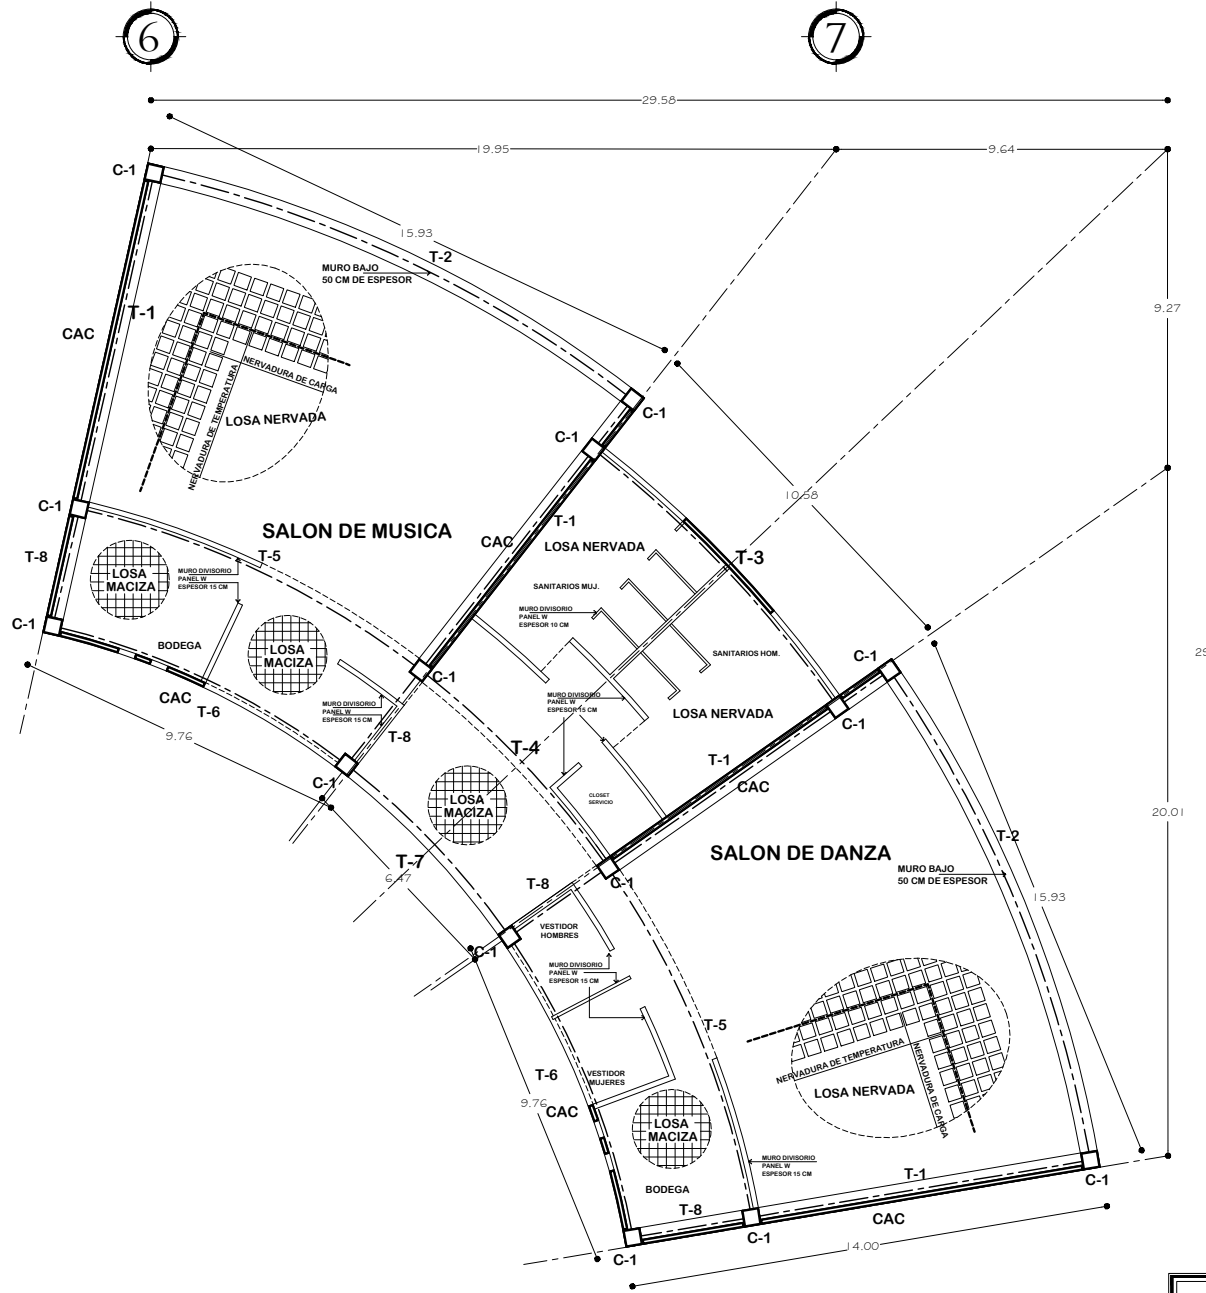 6
7
29.58
19.95
9.64
C-1
15.93
T-2
MURO BAJO
50 CM DE ESPESOR
T-1
CAC
9.27
NERVADURA DE CARGA
NERVADURA DE TEMPERATURA
LOSA NERVADA
C-1
C-1
10.58
C-1
SALON DE MUSICA
CAC
T-1
LOSA NERVADA
T-8
T-5
T-3
LOSA
MACIZA
MURO DIVISORIO
PANEL W
ESPESOR 15 CM
SANITARIOS MUJ.
MURO DIVISORIO
PANEL W
ESPESOR 10 CM
C-1
BODEGA
LOSA
MACIZA
SANITARIOS HOM.
C-1
C-1
CAC
T-6
MURO DIVISORIO
PANEL W
ESPESOR 15 CM
MURO DIVISORIO
PANEL W
ESPESOR 15 CM
LOSA NERVADA
C-1
9.76
T-8
T-4
T-1
CAC
C-1
LOSA
MACIZA
CLOSET
SERVICIO
20.01
T-7
6.47
SALON DE DANZA
T-2
MURO BAJO
50 CM DE ESPESOR
T-8
C-1
15.93
VESTIDOR
HOMBRES
C-1
MURO DIVISORIO
PANEL W
ESPESOR 15 CM
T-5
NERVADURA DE TEMPERATURA
NERVADURA DE CARGA
LOSA NERVADA
T-6
VESTIDOR
MUJERES
9.76
CAC
LOSA
MACIZA
MURO DIVISORIO
PANEL W
ESPESOR 15 CM
BODEGA
T-1
C-1
T-8
CAC
C-1
C-1
14.00